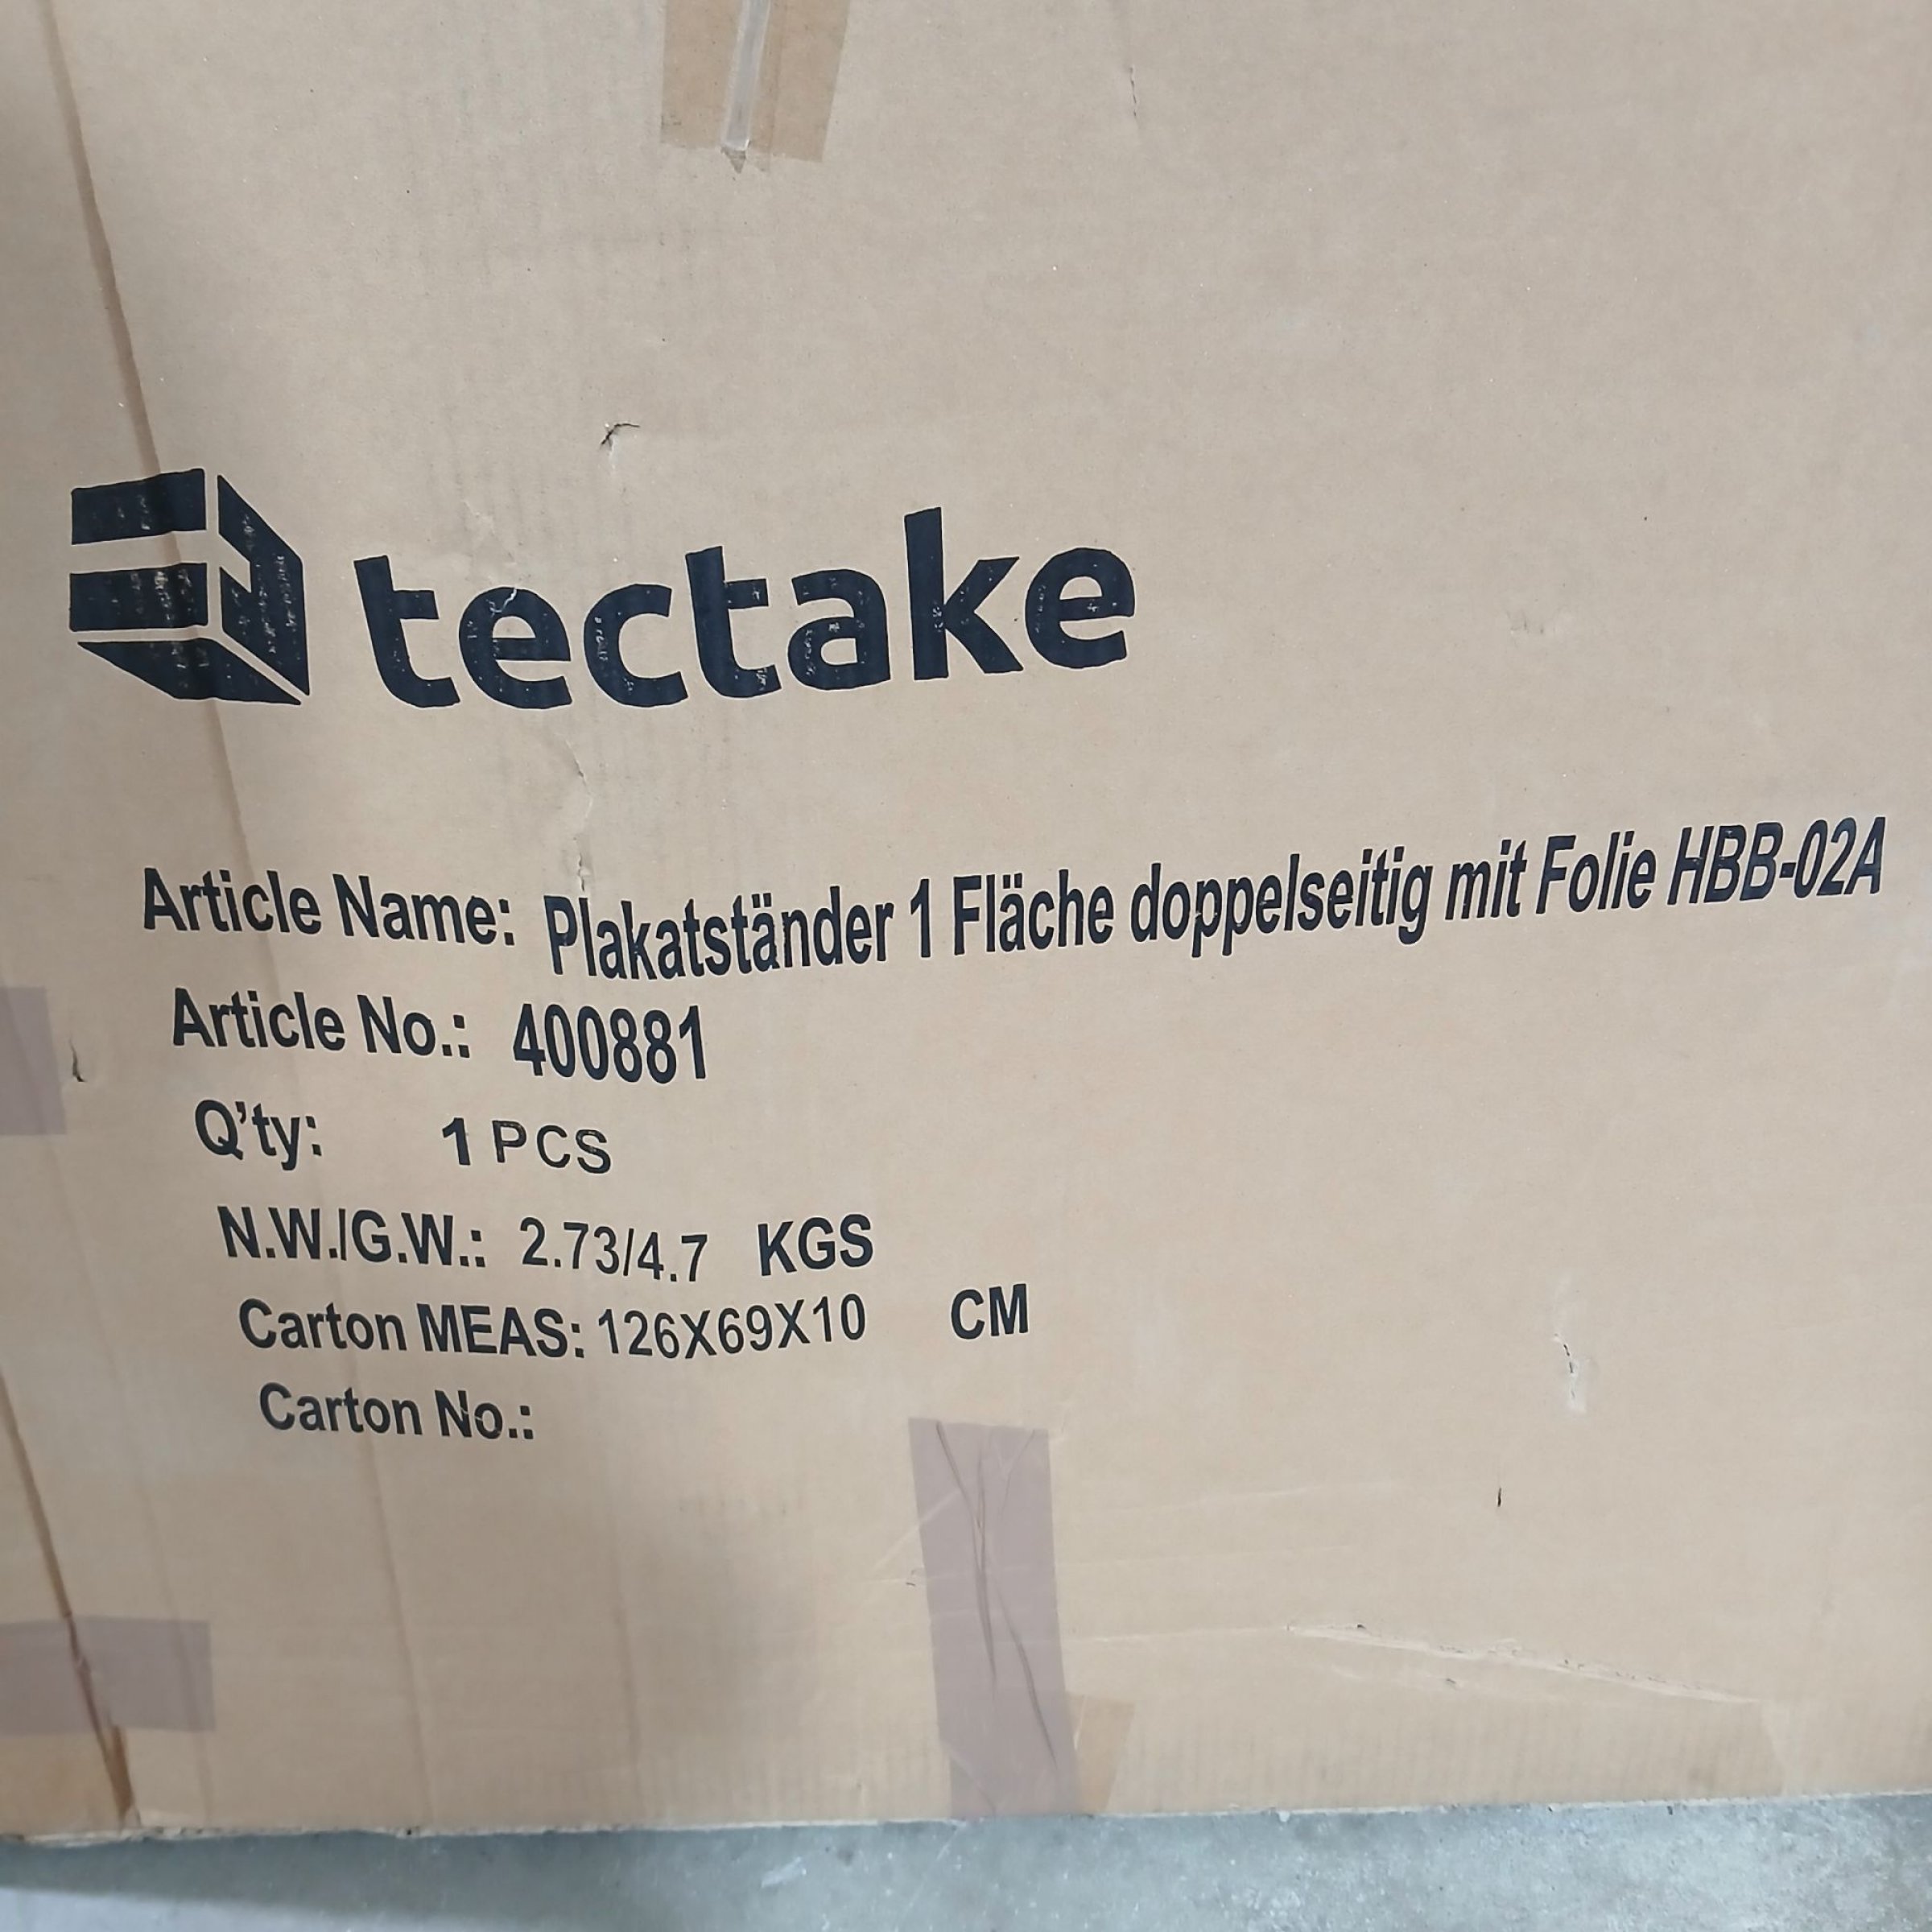 tectake
Article Name: Plakatständer 1 Fläche doppelseitig mit Folie HBB-02A
Article No.: 400881
Q'ty: 1 PCS
N.W./G.W.: 2.73/4.7 KGS
Carton MEAS: 126X69X10 CM
Carton No.: